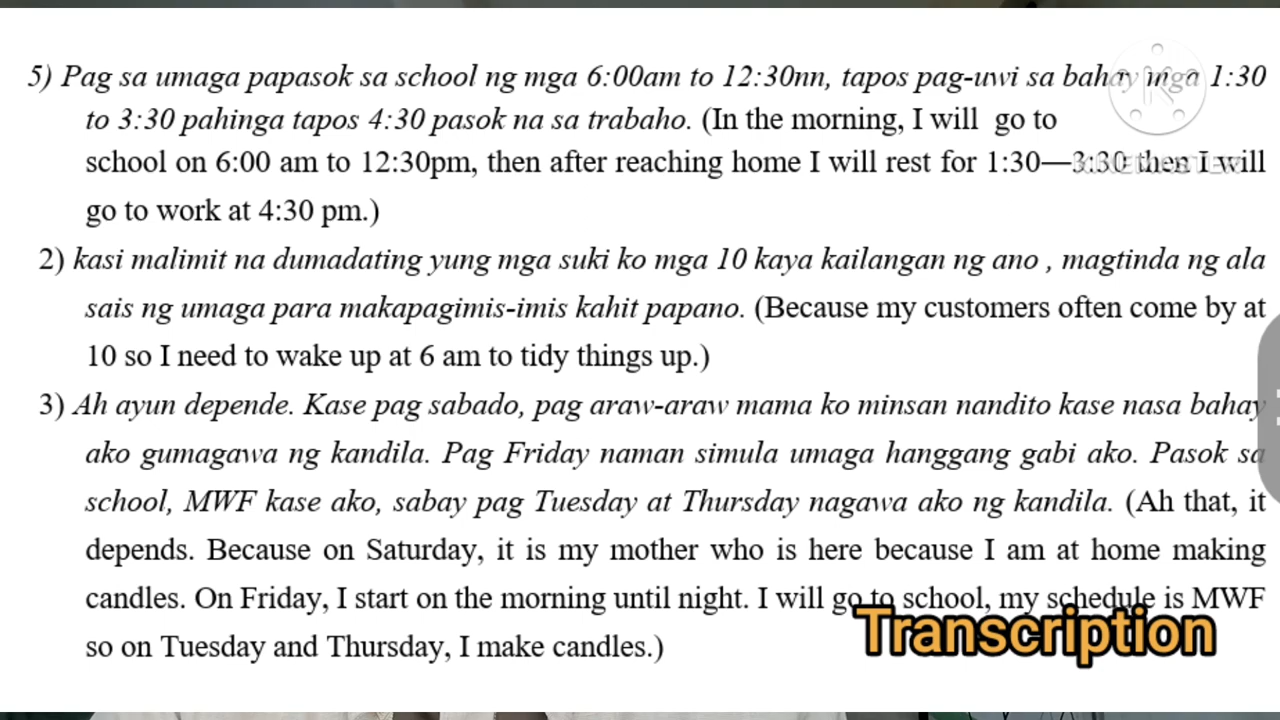 5) Pag sa umaga papasok sa school ng mga 6:00am to 12:30nn, tapos pag-uwi sa bahay mga 1:30
to 3:30 pahinga tapos 4:30 pasok na sa trabaho. (In the morning, I will go to
school on 6:00 am to 12:30pm, then after reaching home I will rest for 1:30—3:30 then I will
go to work at 4:30 pm.)
2) kasi malimit na dumadating yung mga suki ko mga 10 kaya kailangan ng ano , magtinda ng ala
sais ng umaga para makapagimis-imis kahit papano. (Because my customers often come by at
10 so I need to wake up at 6 am to tidy things up.)
3) Ah ayun depende. Kase pag sabado, pag araw-araw mama ko minsan nandito kase nasa bahay
ako gumagawa ng kandila. Pag Friday naman simula umaga hanggang gabi ako. Pasok sa
school, MWF kase ako, sabay pag Tuesday at Thursday nagawa ako ng kandila. (Ah that, it
depends. Because on Saturday, it is my mother who is here because I am at home making
candles. On Friday, I start on the morning until night. I will go to school, my schedule is MWF
so on Tuesday and Thursday, I make candles.)
Transcription